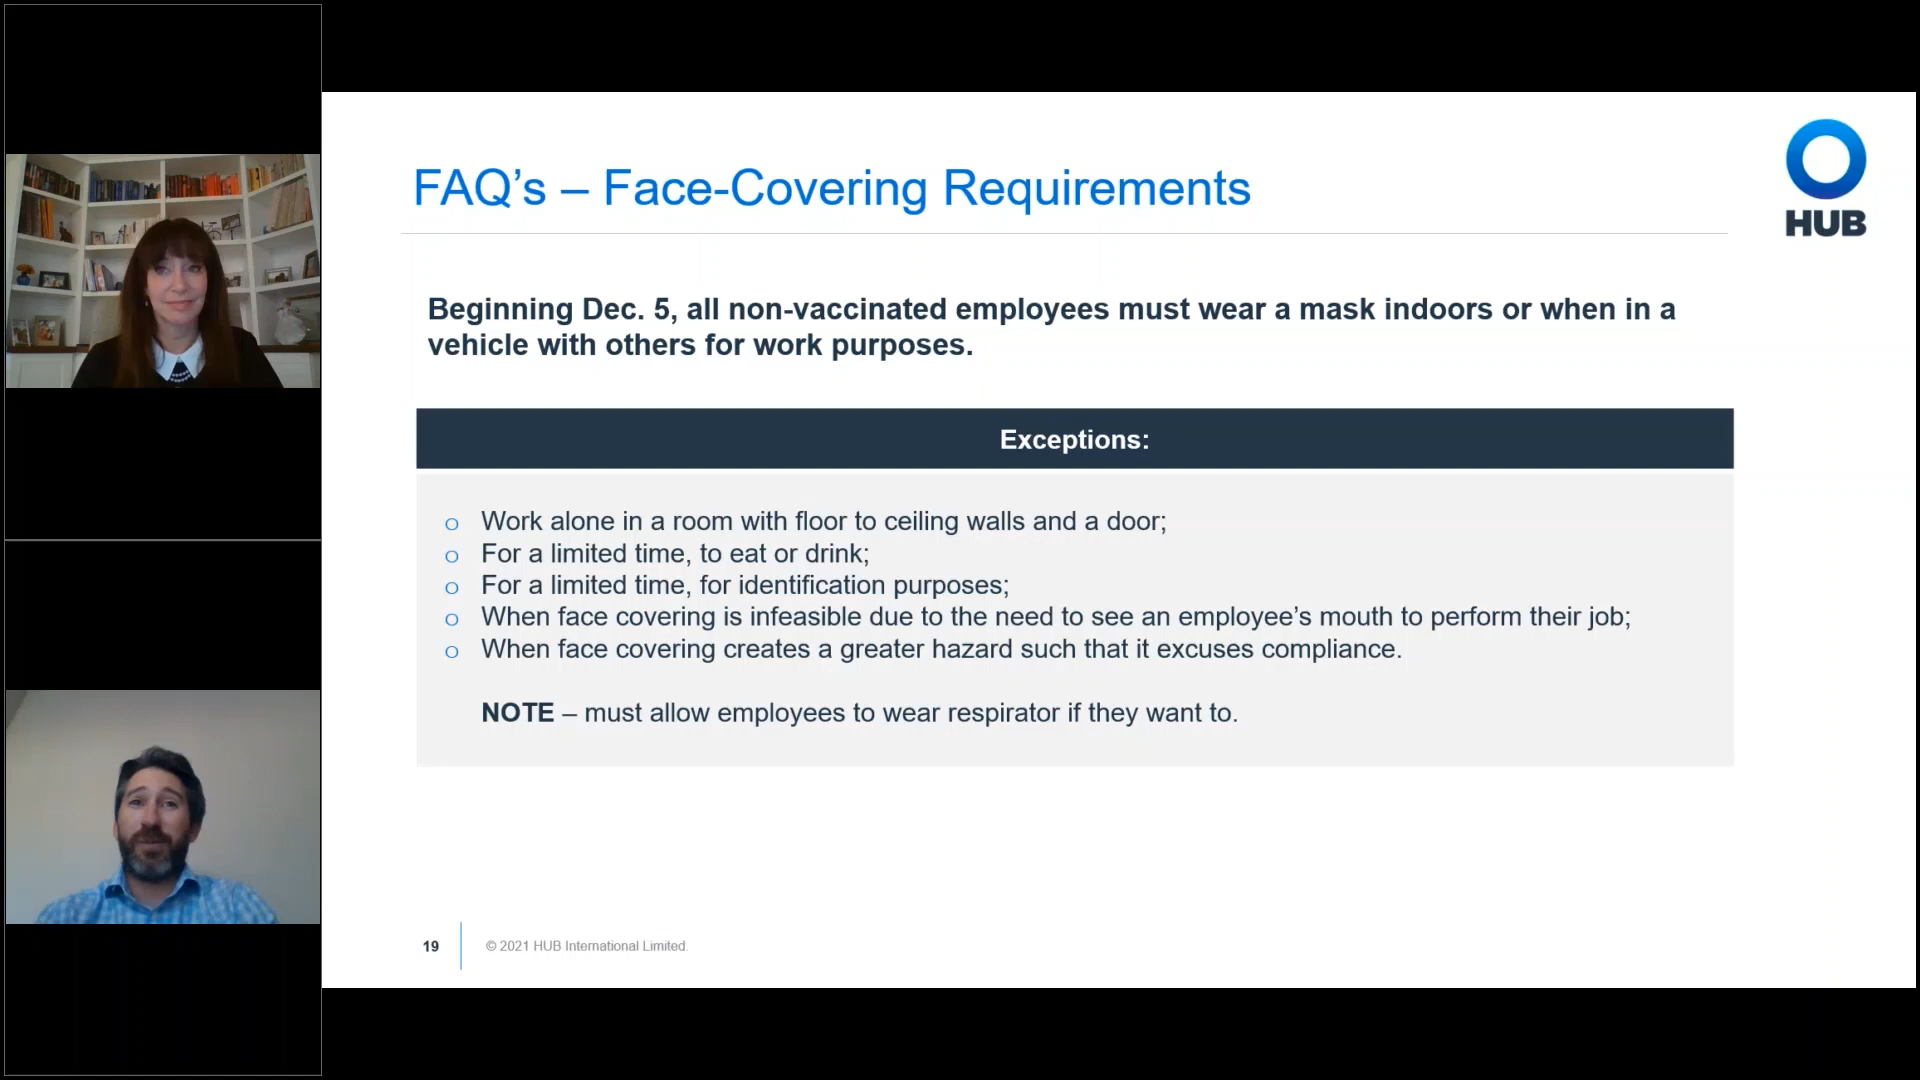 FAQ’s – Face-Covering Requirements
HUB
Beginning Dec. 5, all non-vaccinated employees must wear a mask indoors or when in a
vehicle with others for work purposes.
Exceptions:
o Work alone in a room with floor to ceiling walls and a door;
o For a limited time, to eat or drink;
o For a limited time, for identification purposes;
o When face covering is infeasible due to the need to see an employee’s mouth to perform their job;
o When face covering creates a greater hazard such that it excuses compliance.
NOTE – must allow employees to wear respirator if they want to.
19
© 2021 HUB International Limited.